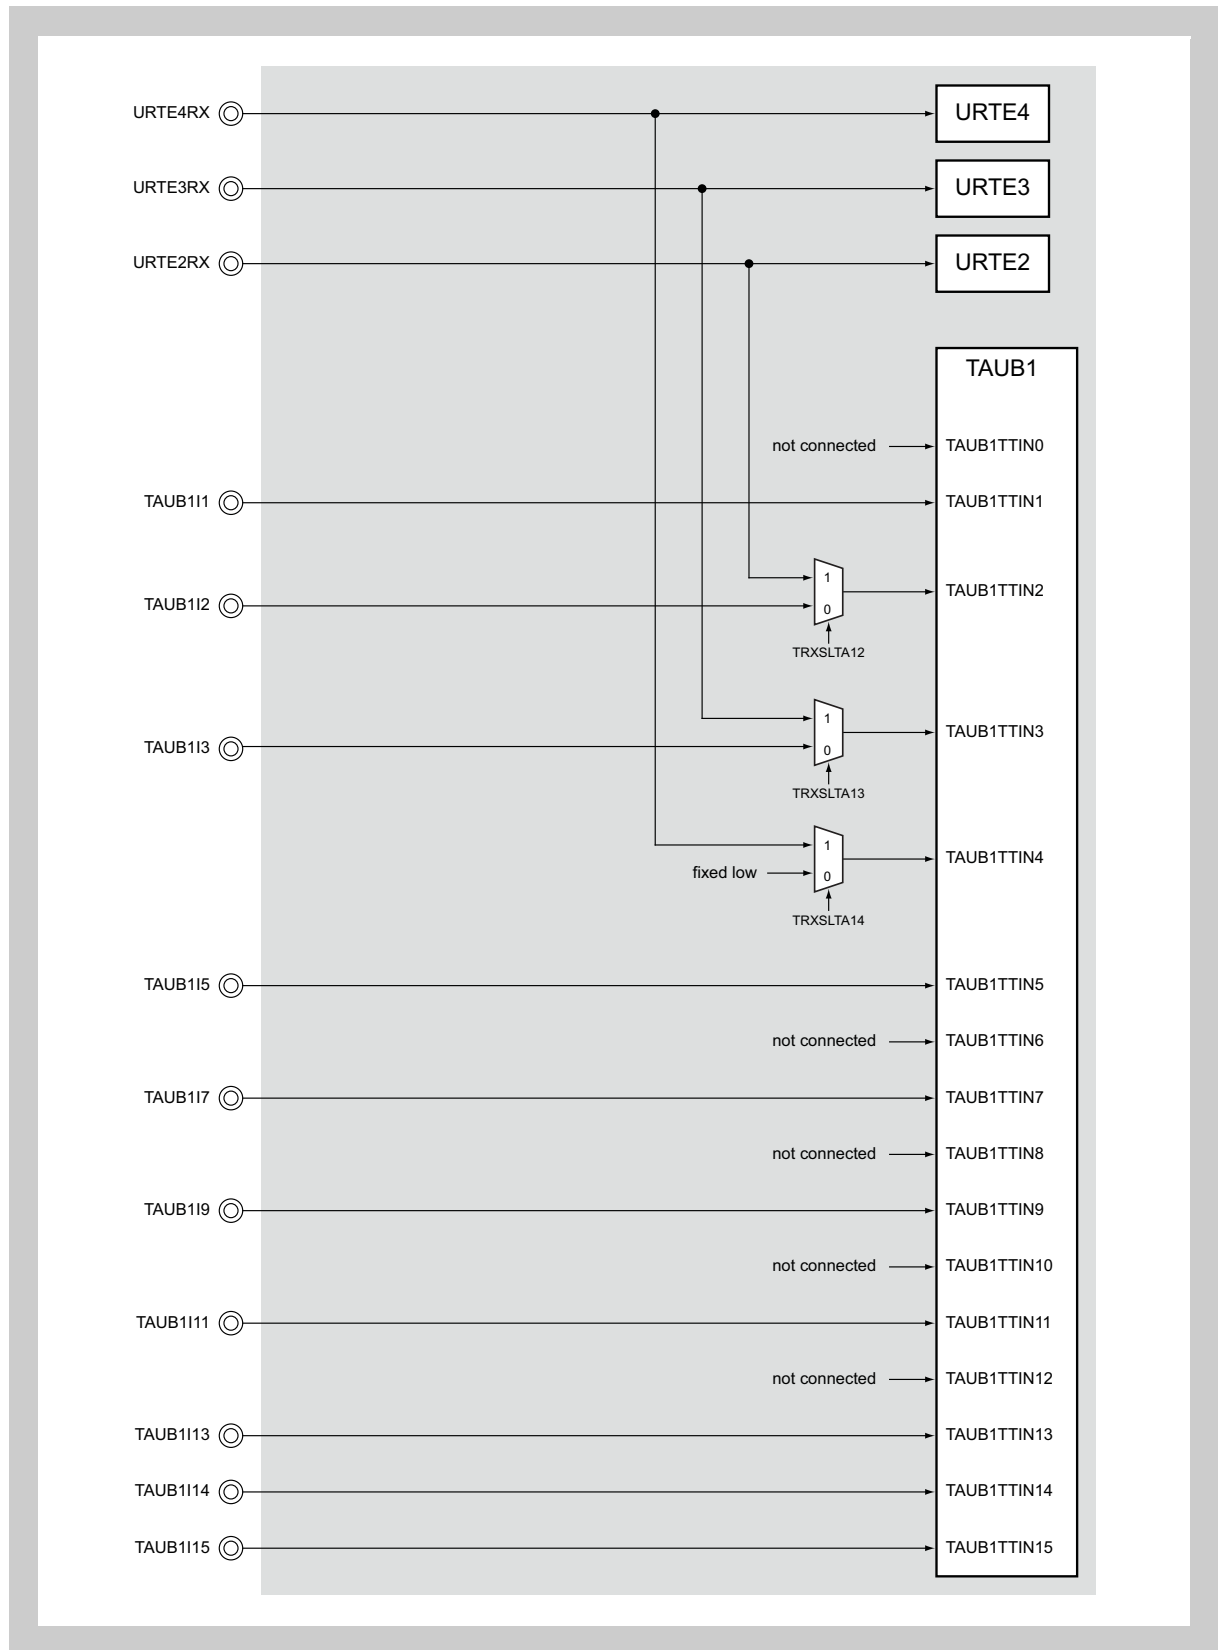 URTE4RX URTE4
URTE3RX URTE3
URTE2RX URTE2
TAUB1
not connected TAUB1TTIN0
TAUB1I1 TAUB1TTIN1
1
TAUB1TTIN2
TAUB1I2 0
TRXSLTA12
1
TAUB1TTIN3
TAUB1I3 0
TRXSLTA13
1
TAUB1TTIN4
fixed low 0
TRXSLTA14
TAUB1I5 TAUB1TTIN5
not connected TAUB1TTIN6
TAUB1I7 TAUB1TTIN7
not connected TAUB1TTIN8
TAUB1I9 TAUB1TTIN9
not connected TAUB1TTIN10
TAUB1I11 TAUB1TTIN11
not connected TAUB1TTIN12
TAUB1I13 TAUB1TTIN13
TAUB1I14 TAUB1TTIN14
TAUB1I15 TAUB1TTIN15